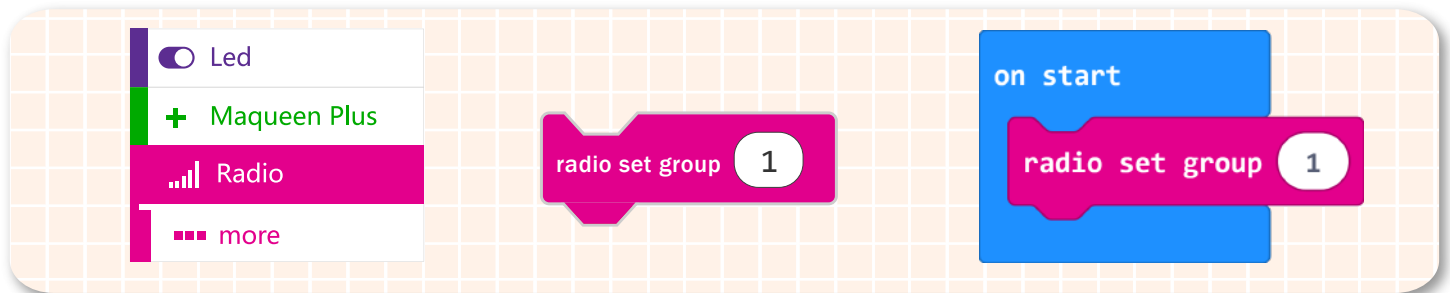 Led
Maqueen Plus
Radio
more
radio set group 1
on start
radio set group 1